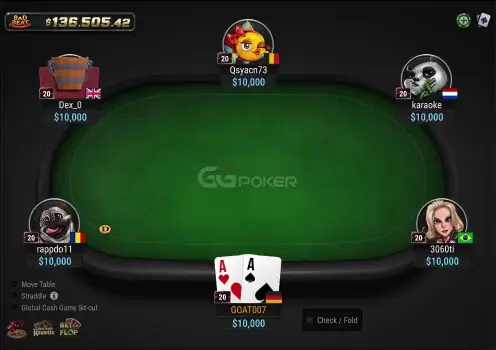 BAD BEAT $136,505.42
20
Qsyacn73
$10,000
20
Dex_0
$10,000
20
karaoke
$10,000
GGPOKER
20
rappdo11
$10,000
D
20
3060ti
$10,000
A A
20
GOAT007
$10,000
Move Table
Straddle
Global Cash Game Sit-out
Check / Fold
BET FLOP